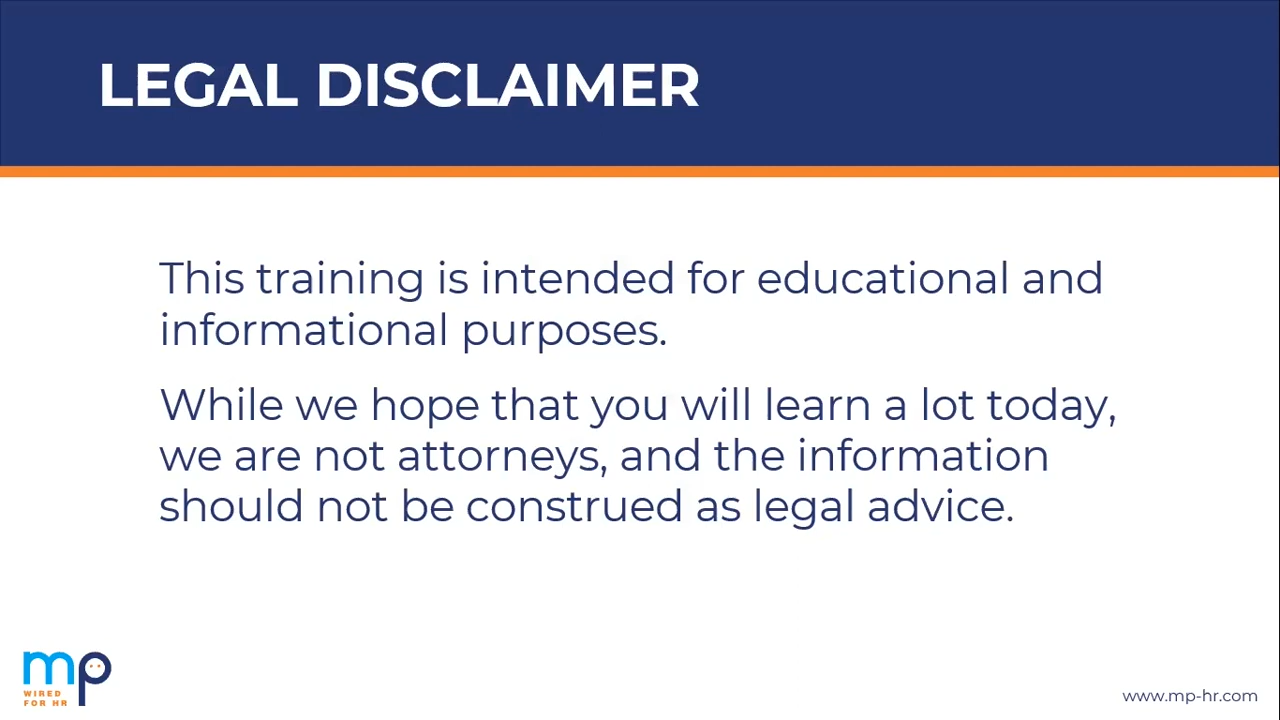 LEGAL DISCLAIMER
This training is intended for educational and
informational purposes.
While we hope that you will learn a lot today,
we are not attorneys, and the information
should not be construed as legal advice.
mp
WIRED
FOR HR
www.mp-hr.com